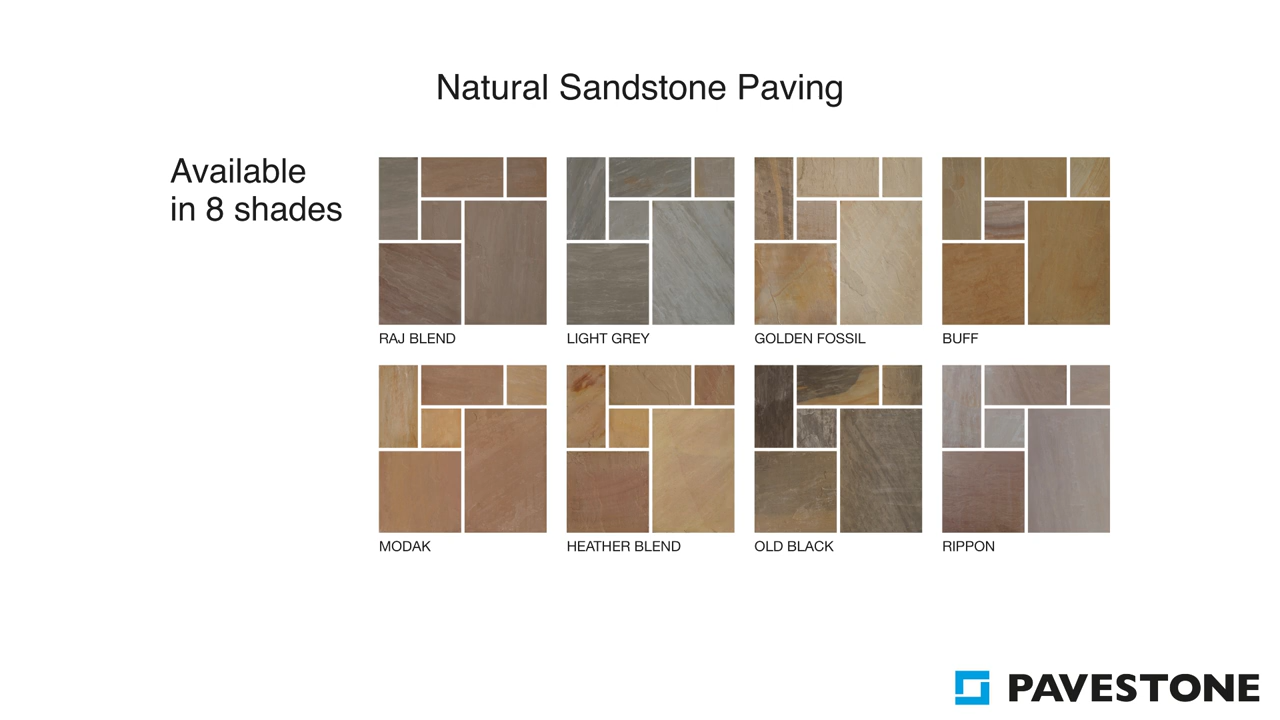 Natural Sandstone Paving
Available
in 8 shades
RAJ BLEND
LIGHT GREY
GOLDEN FOSSIL
BUFF
MODAK
HEATHER BLEND
OLD BLACK
RIPPON
PAVESTONE